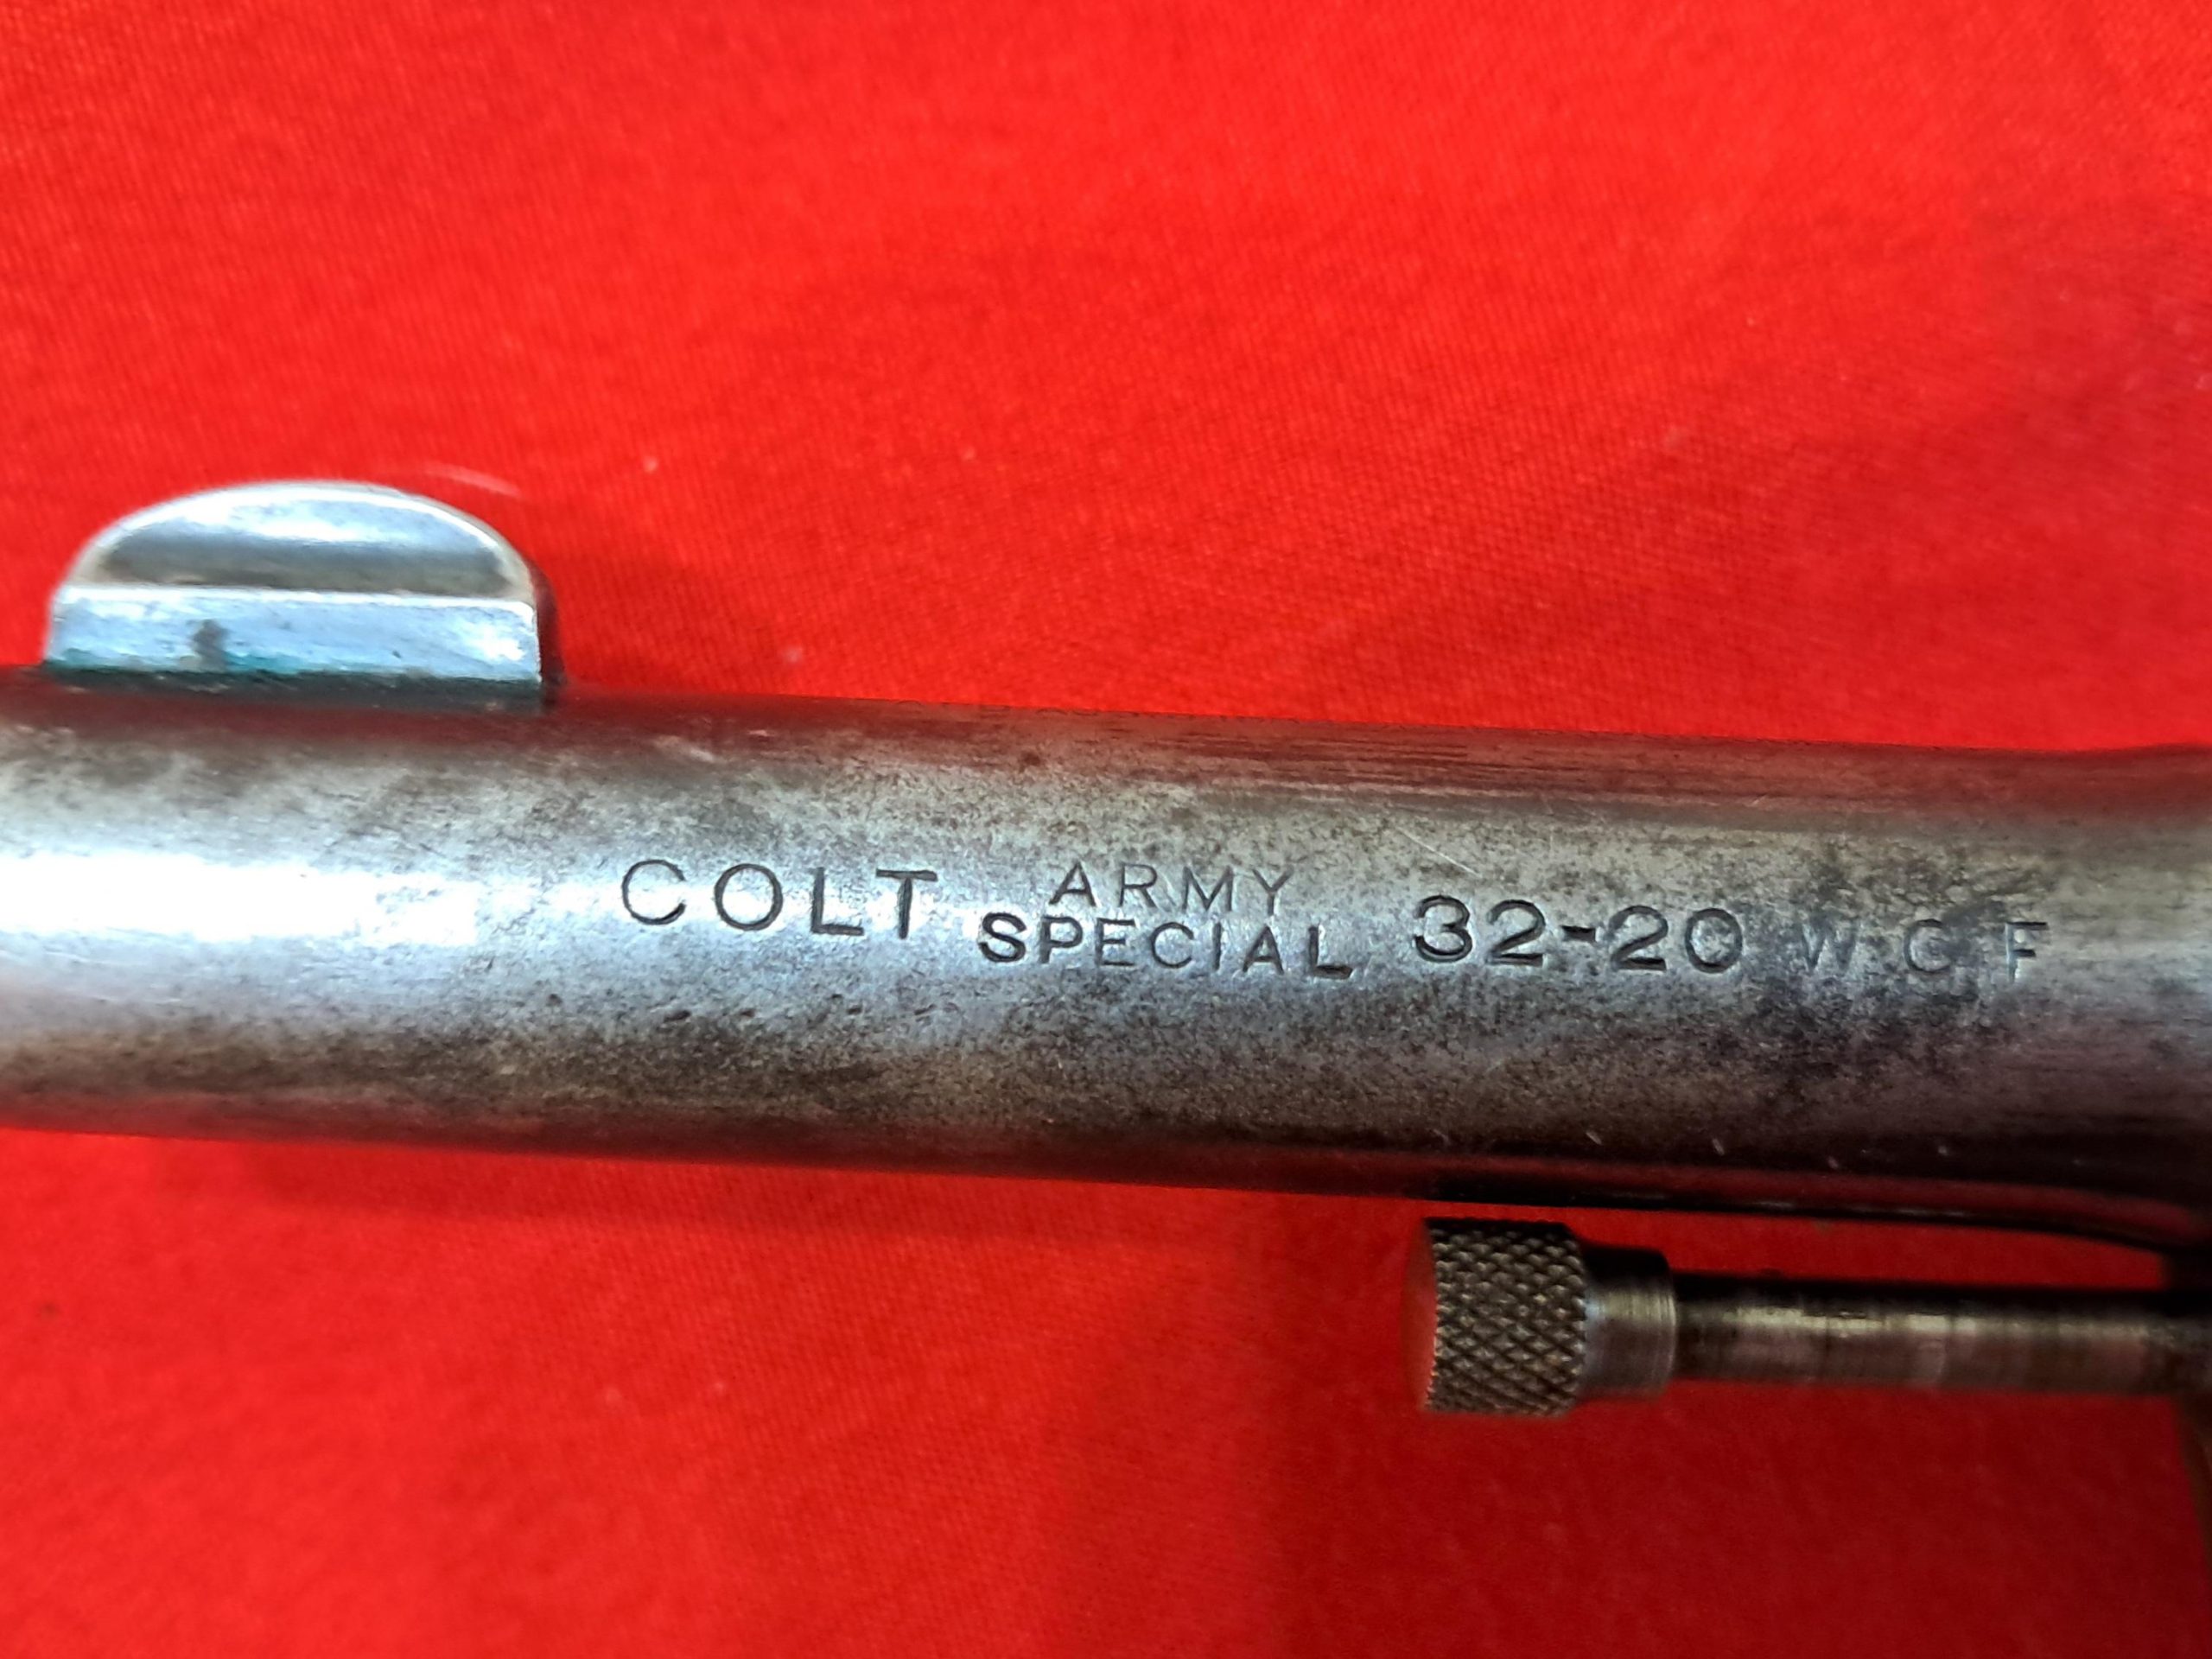 COLT ARMY SPECIAL 32-20 W.C.F